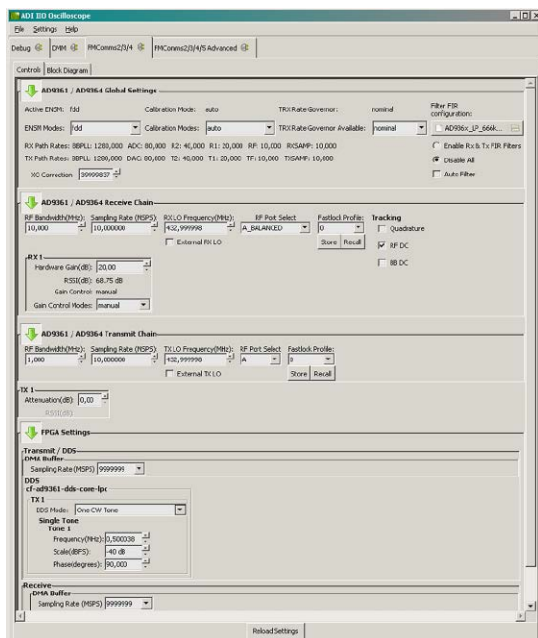 ADI IIO Oscilloscope
File Settings Help
Debug DMM FMComms2/3/4 FMComms2/3/4/5 Advanced
Controls Block Diagram
AD9361 / AD9364 Global Settings
Active ENSM: fdd Calibration Mode: auto TRX Rate Governor: nominal Filter FIR configuration:
ENSM Modes: fdd Calibration Modes: auto TRX Rate Governor Available: nominal AD936x_LP_666k...
RX Path Rates: BBPLL: 1280,000 ADC: 80,000 R2: 40,000 R1: 20,000 RF: 10,000 RXSAMP: 10,000 Enable Rx & Tx FIR Filters
TX Path Rates: BBPLL: 1280,000 DAC: 80,000 T2: 40,000 T1: 20,000 TF: 10,000 TXSAMP: 10,000 Disable All
XO Correction 39999837 Auto Filter
AD9361 / AD9364 Receive Chain
RF Bandwidth(MHz): Sampling Rate (MSPS): RX LO Frequency(MHz): RF Port Select Fastlock Profile: Tracking
10,000 10,000000 432,999998 A_BALANCED 0 Quadrature
External RX LO Store Recall RF DC
BB DC
RX 1
Hardware Gain(dB): 20,00
RSSI(dB): 68.75 dB
Gain Control: manual
Gain Control Modes: manual
AD9361 / AD9364 Transmit Chain
RF Bandwidth(MHz): Sampling Rate (MSPS): TX LO Frequency(MHz): RF Port Select Fastlock Profile:
1,000 10,000000 432,999998 A 0
External TX LO Store Recall
TX 1
Attenuation(dB): 0,00
RSSI(dB):
FPGA Settings
Transmit / DDS
DMA Buffer
Sampling Rate (MSPS) 9999999
DDS
cf-ad9361-dds-core-lpc
TX 1
DDS Mode: One CW Tone
Single Tone
Tone 1
Frequency(MHz): 0,500338
Scale(dBFS): -40 dB
Phase(degrees): 90,003
Receive
DMA Buffer
Sampling Rate (MSPS) 9999999
Reload Settings